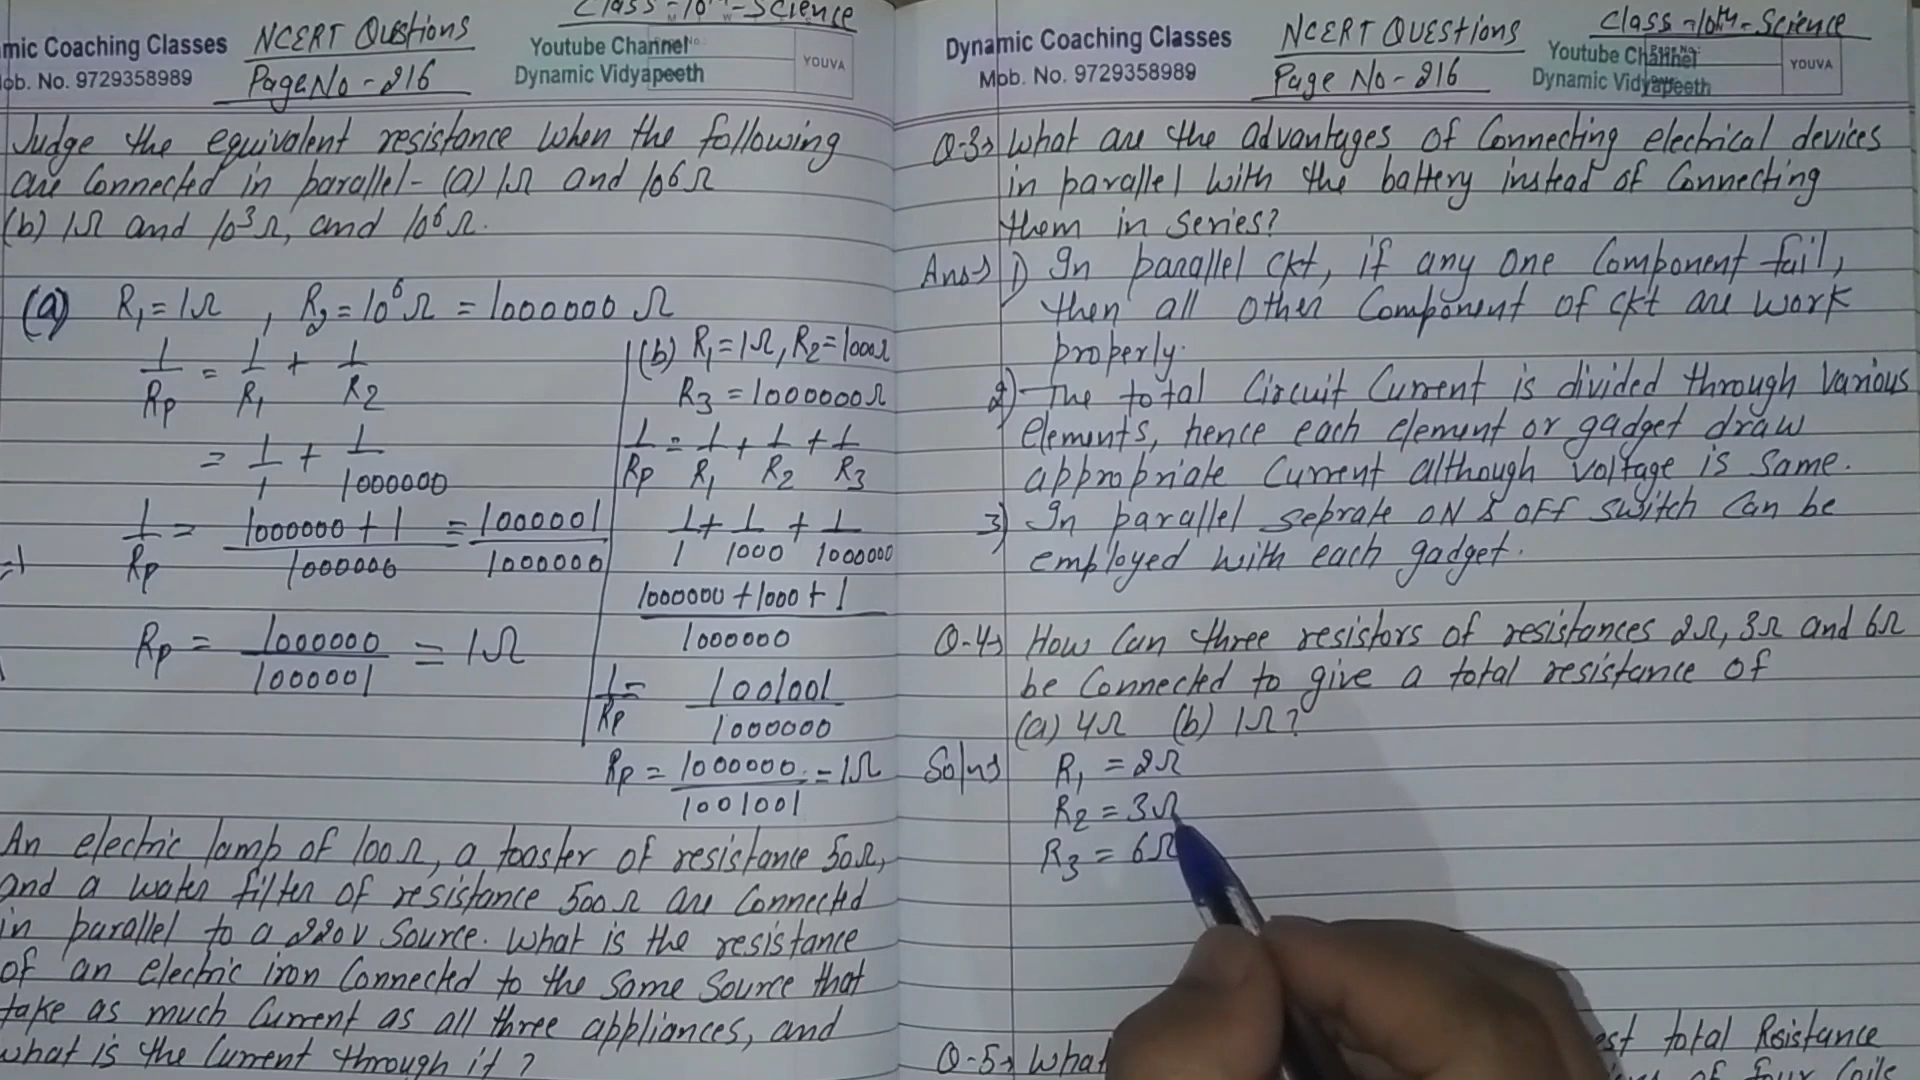 mic Coaching Classes
ob. No. 9729358989
NCERT Questions
Page No - 216
Class - 10th - Science
Youtube Channel
Dynamic Vidyapeeth
YOUVA
Judge the equivalent resistance when the following
are Connected in parallel - (a) 1Ω and 10⁶Ω
(b) 1Ω and 10³Ω, and 10⁶Ω.
(a) R₁ = 1Ω , R₂ = 10⁶Ω = 1000000 Ω
1/Rp = 1/R₁ + 1/R2
= 1/1 + 1/1000000
1/Rp = 1000000 + 1/1000000 = 1000001/1000000
Rp = 1000000/1000001 = 1Ω
(b) R₁ = 1Ω, R₂ = 1000Ω
R₃ = 1000000Ω
1/Rp = 1/R₁ + 1/R₂ + 1/R₃
1/1 + 1/1000 + 1/1000000
1000000 + 1000 + 1/1000000
1/Rp = 1001001/1000000
Rp = 1000000/1001001 = 1Ω
An electric lamp of 100Ω, a toaster of resistance 50Ω,
and a water filter of resistance 500Ω are Connected
in parallel to a 220V Source. What is the resistance
of an electric iron Connected to the Same Source that
take as much Current as all three appliances, and
what is the Current through it ?
Dynamic Coaching Classes
Mob. No. 9729358989
NCERT QUESTIONS
Page No - 216
Class - 10th - Science
Youtube Channel
Dynamic Vidyapeeth
YOUVA
Q-3→ What are the advantages of Connecting electrical devices
in parallel with the battery instead of Connecting
them in series?
Ans→ 1) In parallel ckt, if any one Component fail,
then all other Component of ckt are work
properly.
2) The total Circuit Current is divided through Various
elements, hence each element or gadget draw
appropriate Current although voltage is Same.
3) In parallel seprate ON & OFF switch Can be
employed with each gadget.
Q-4→ How Can three resistors of resistances 2Ω, 3Ω and 6Ω
be Connected to give a total resistance of
(a) 4Ω (b) 1Ω?
Soln→ R₁ = 2Ω
R₂ = 3Ω
R₃ = 6Ω
Q-5→ What
est total Resistance
of four Coils